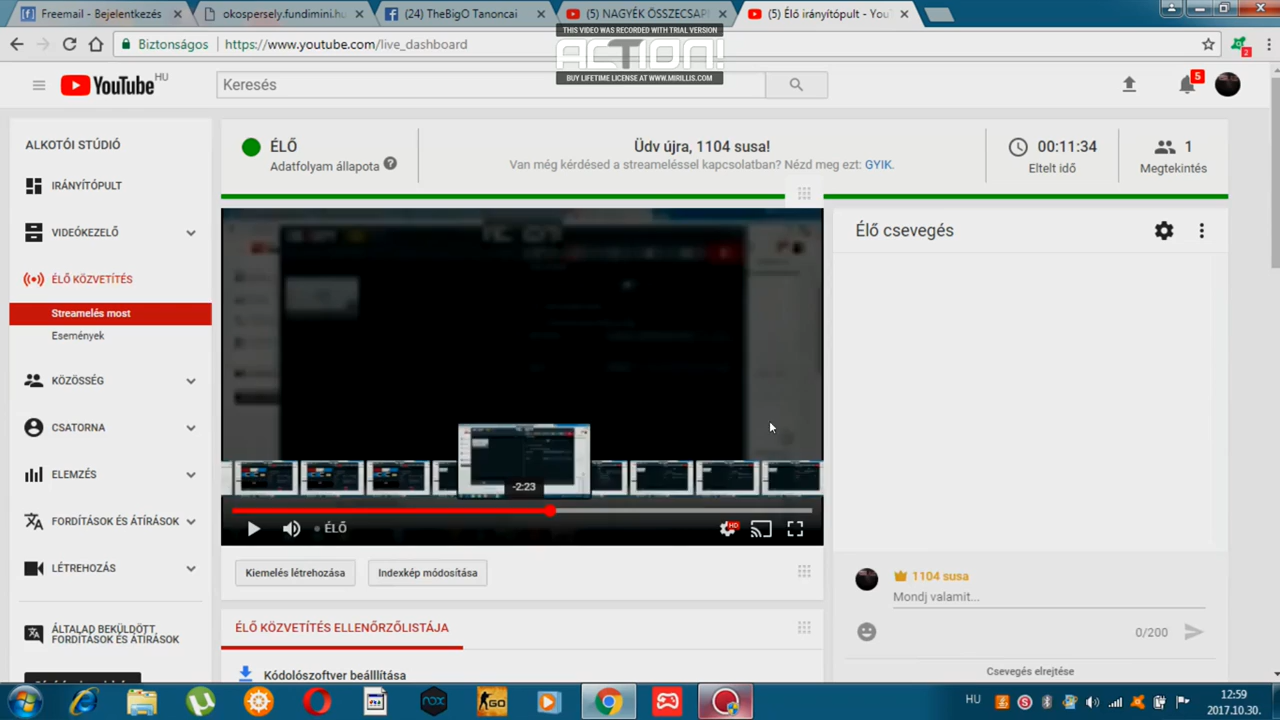 Freemail - Bejelentkezés
okospersely.fundimini.hu
(24) TheBigO Tanoncai
(5) NAGYÉK ÖSSZECSAP
(5) Élő irányítópult - You
Biztonságos
https://www.youtube.com/live_dashboard
THIS VIDEO WAS RECORDED WITH TRIAL VERSION
ACTION!
BUY LIFETIME LICENSE AT WWW.MIRILLIS.COM
2
YouTube HU
Keresés
5
ALKOTÓI STÚDIÓ
IRÁNYÍTÓPULT
VIDEÓKEZELŐ
ÉLŐ KÖZVETÍTÉS
Streamelés most
Események
KÖZÖSSÉG
CSATORNA
ELEMZÉS
FORDÍTÁSOK ÉS ÁTÍRÁSOK
LÉTREHOZÁS
ÁLTALAD BEKÜLDÖTT
FORDÍTÁSOK ÉS ÁTÍRÁSOK
ÉLŐ
Adatfolyam állapota
Üdv újra, 1104 susa!
Van még kérdésed a streameléssel kapcsolatban? Nézd meg ezt: GYIK.
00:11:34
Eltelt idő
1
Megtekintés
-2:23
ÉLŐ
HD
Kiemelés létrehozása
Indexkép módosítása
ÉLŐ KÖZVETÍTÉS ELLENŐRZŐLISTÁJA
Kódolószoftver beállítása
Élő csevegés
1104 susa
Mondj valamit...
0/200
Csevegés elrejtése
nox
GO
HU
12:59
2017.10.30.